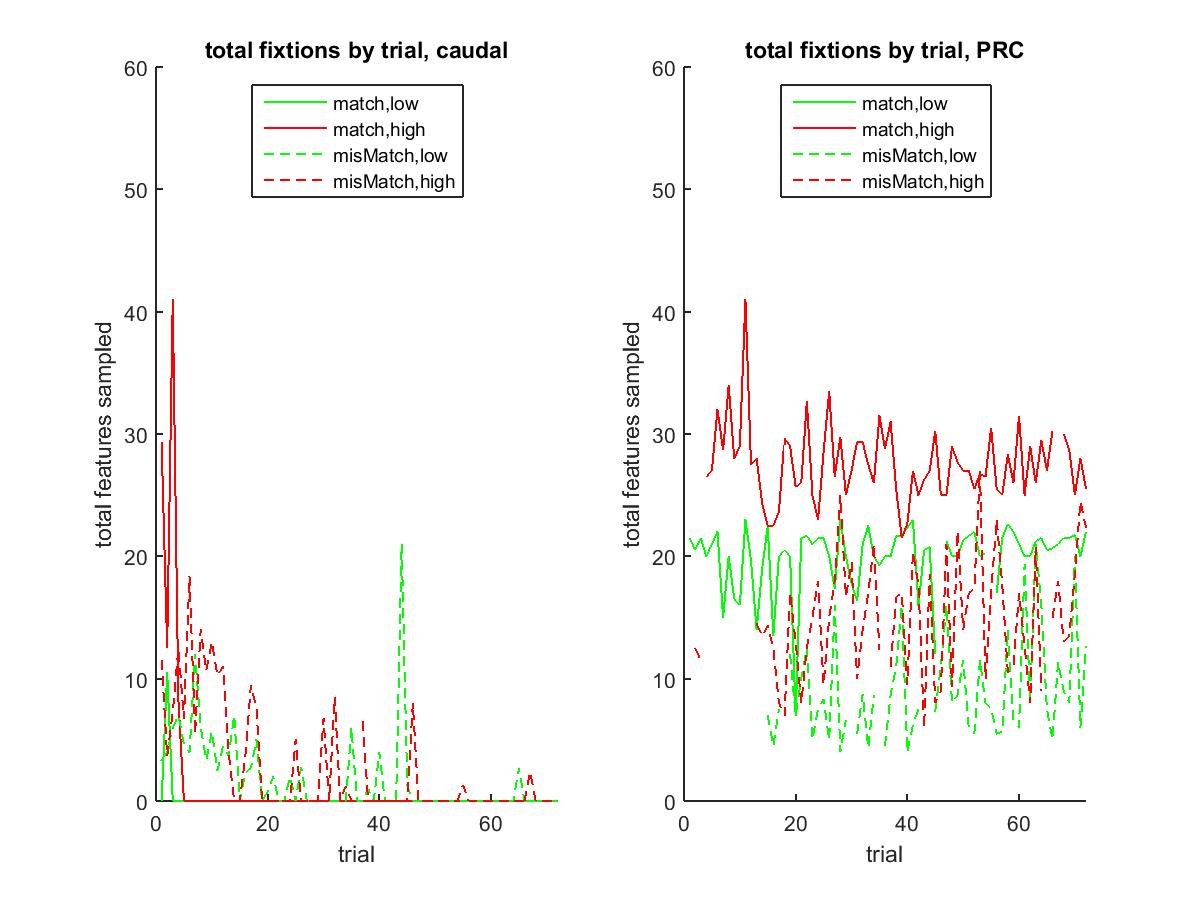 total fixtions by trial, caudal
60
50
40
30
20
10
0
0 20 40 60
total features sampled
trial
match,low
match,high
misMatch,low
misMatch,high
total fixtions by trial, PRC
60
50
40
30
20
10
0
0 20 40 60
total features sampled
trial
match,low
match,high
misMatch,low
misMatch,high